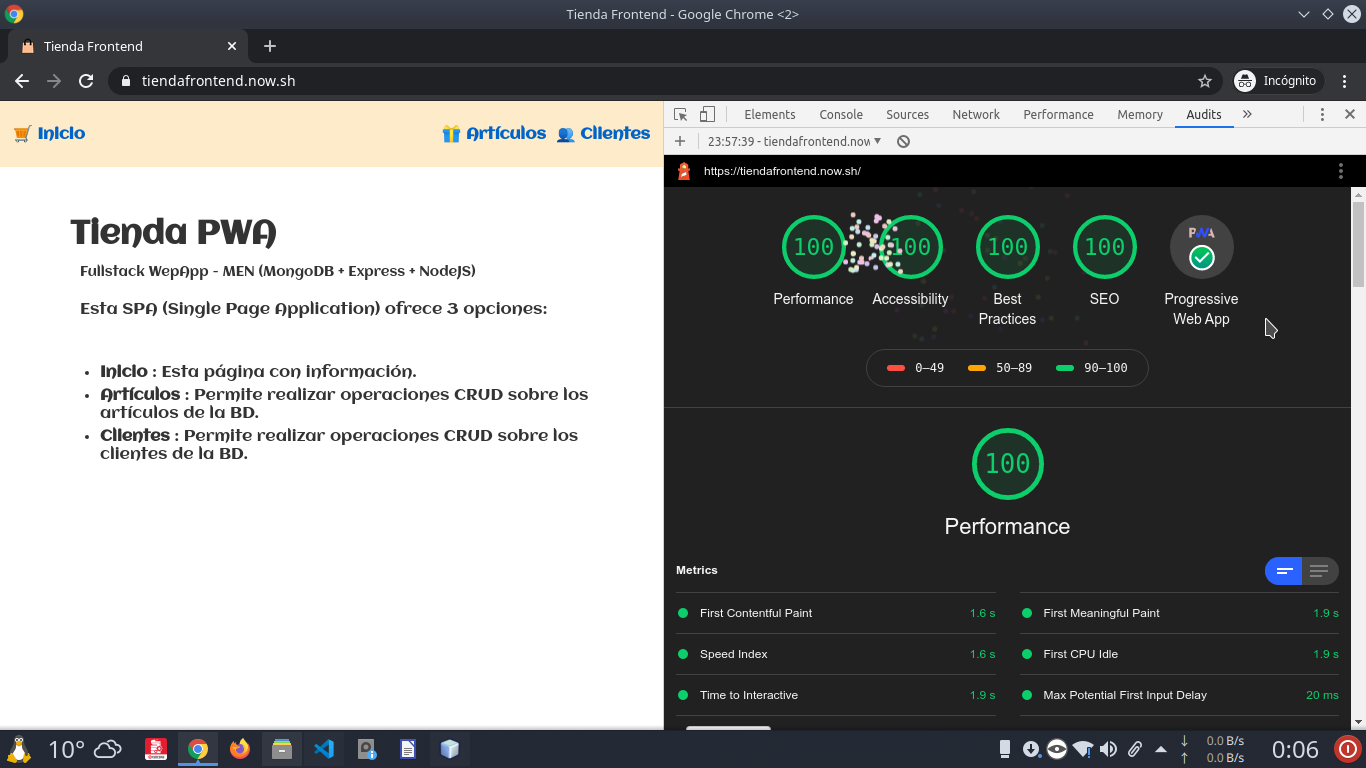 Tienda Frontend - Google Chrome <2>
Tienda Frontend
tiendafrontend.now.sh
Incógnito
Inicio
Artículos
Clientes
Tienda PWA
Fullstack WepApp - MEN (MongoDB + Express + NodeJS)
Esta SPA (Single Page Application) ofrece 3 opciones:
• Inicio : Esta página con información.
• Artículos : Permite realizar operaciones CRUD sobre los
artículos de la BD.
• Clientes : Permite realizar operaciones CRUD sobre los
clientes de la BD.
Elements Console Sources Network Performance Memory Audits
23:57:39 - tiendafrontend.now
https://tiendafrontend.now.sh/
100 100 100 100 PWA
Performance Accessibility Best Practices SEO Progressive Web App
0–49 50–89 90–100
100
Performance
Metrics
First Contentful Paint 1.6 s
First Meaningful Paint 1.9 s
Speed Index 1.6 s
First CPU Idle 1.9 s
Time to Interactive 1.9 s
Max Potential First Input Delay 20 ms
10°
0.0 B/s
0.0 B/s
0:06